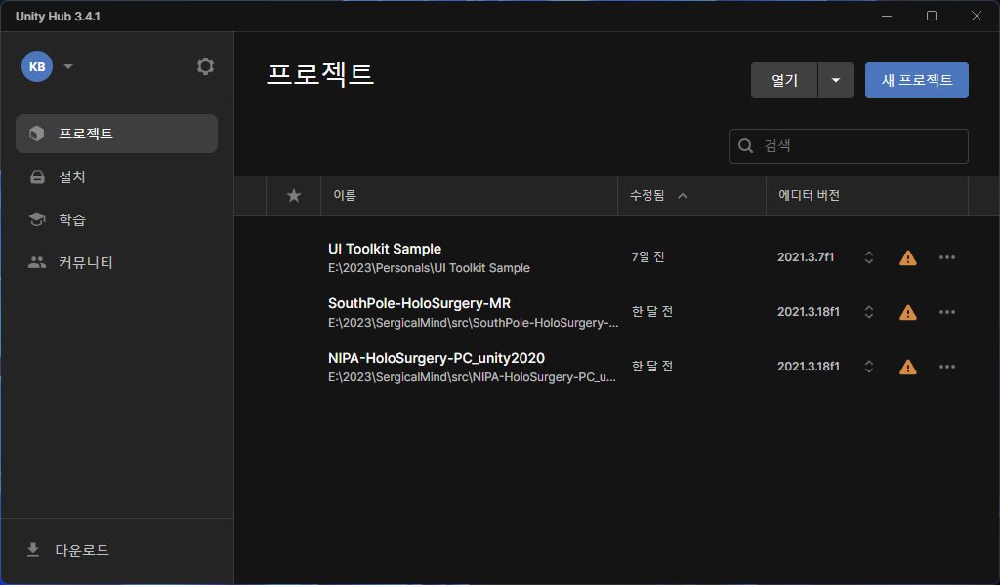 Unity Hub 3.4.1
KB
프로젝트
설치
학습
커뮤니티
다운로드
프로젝트
열기
새 프로젝트
검색
이름 수정됨 에디터 버전
UI Toolkit Sample
E:\2023\Personals\UI Toolkit Sample
7일 전
2021.3.7f1
SouthPole-HoloSurgery-MR
E:\2023\SergicalMind\src\SouthPole-HoloSurgery-...
한 달 전
2021.3.18f1
NIPA-HoloSurgery-PC_unity2020
E:\2023\SergicalMind\src\NIPA-HoloSurgery-PC_u...
한 달 전
2021.3.18f1